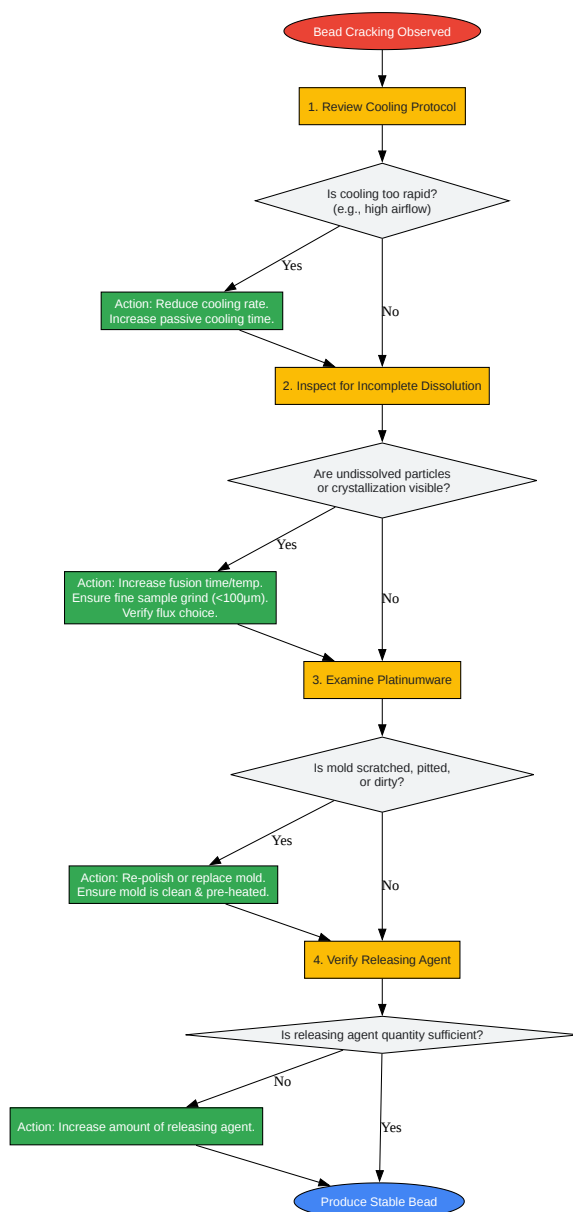 Bead Cracking Observed
1. Review Cooling Protocol
Is cooling too rapid?
(e.g., high airflow)
Yes
Action: Reduce cooling rate.
Increase passive cooling time.
No
2. Inspect for Incomplete Dissolution
Are undissolved particles
or crystallization visible?
Yes
Action: Increase fusion time/temp.
Ensure fine sample grind (<100μm).
Verify flux choice.
No
3. Examine Platinumware
Is mold scratched, pitted,
or dirty?
Yes
Action: Re-polish or replace mold.
Ensure mold is clean & pre-heated.
No
4. Verify Releasing Agent
Is releasing agent quantity sufficient?
No
Action: Increase amount of releasing agent.
Yes
Produce Stable Bead